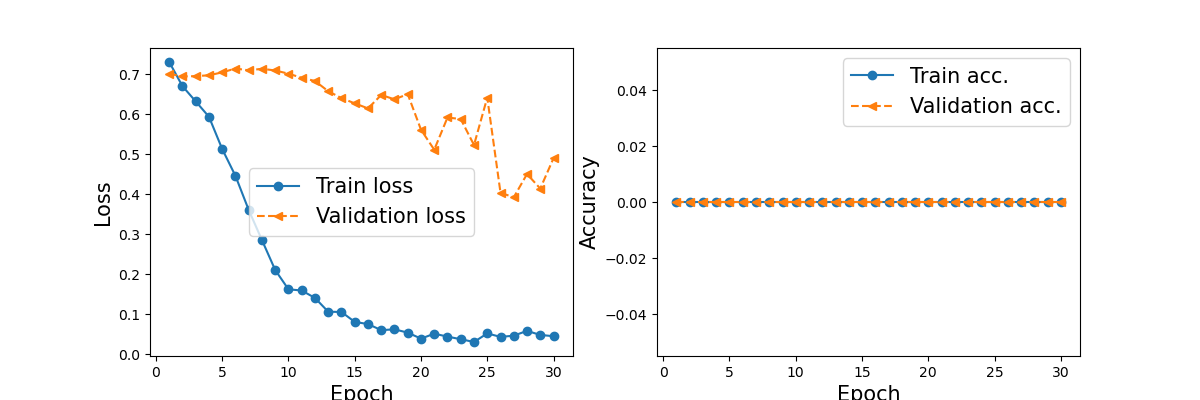 0.7
0.6
0.5
0.4
0.3
0.2
0.1
0.0
Loss
Train loss
Validation loss
0 5 10 15 20 25 30
Epoch
0.04
0.02
0.00
−0.02
−0.04
Accuracy
Train acc.
Validation acc.
0 5 10 15 20 25 30
Epoch